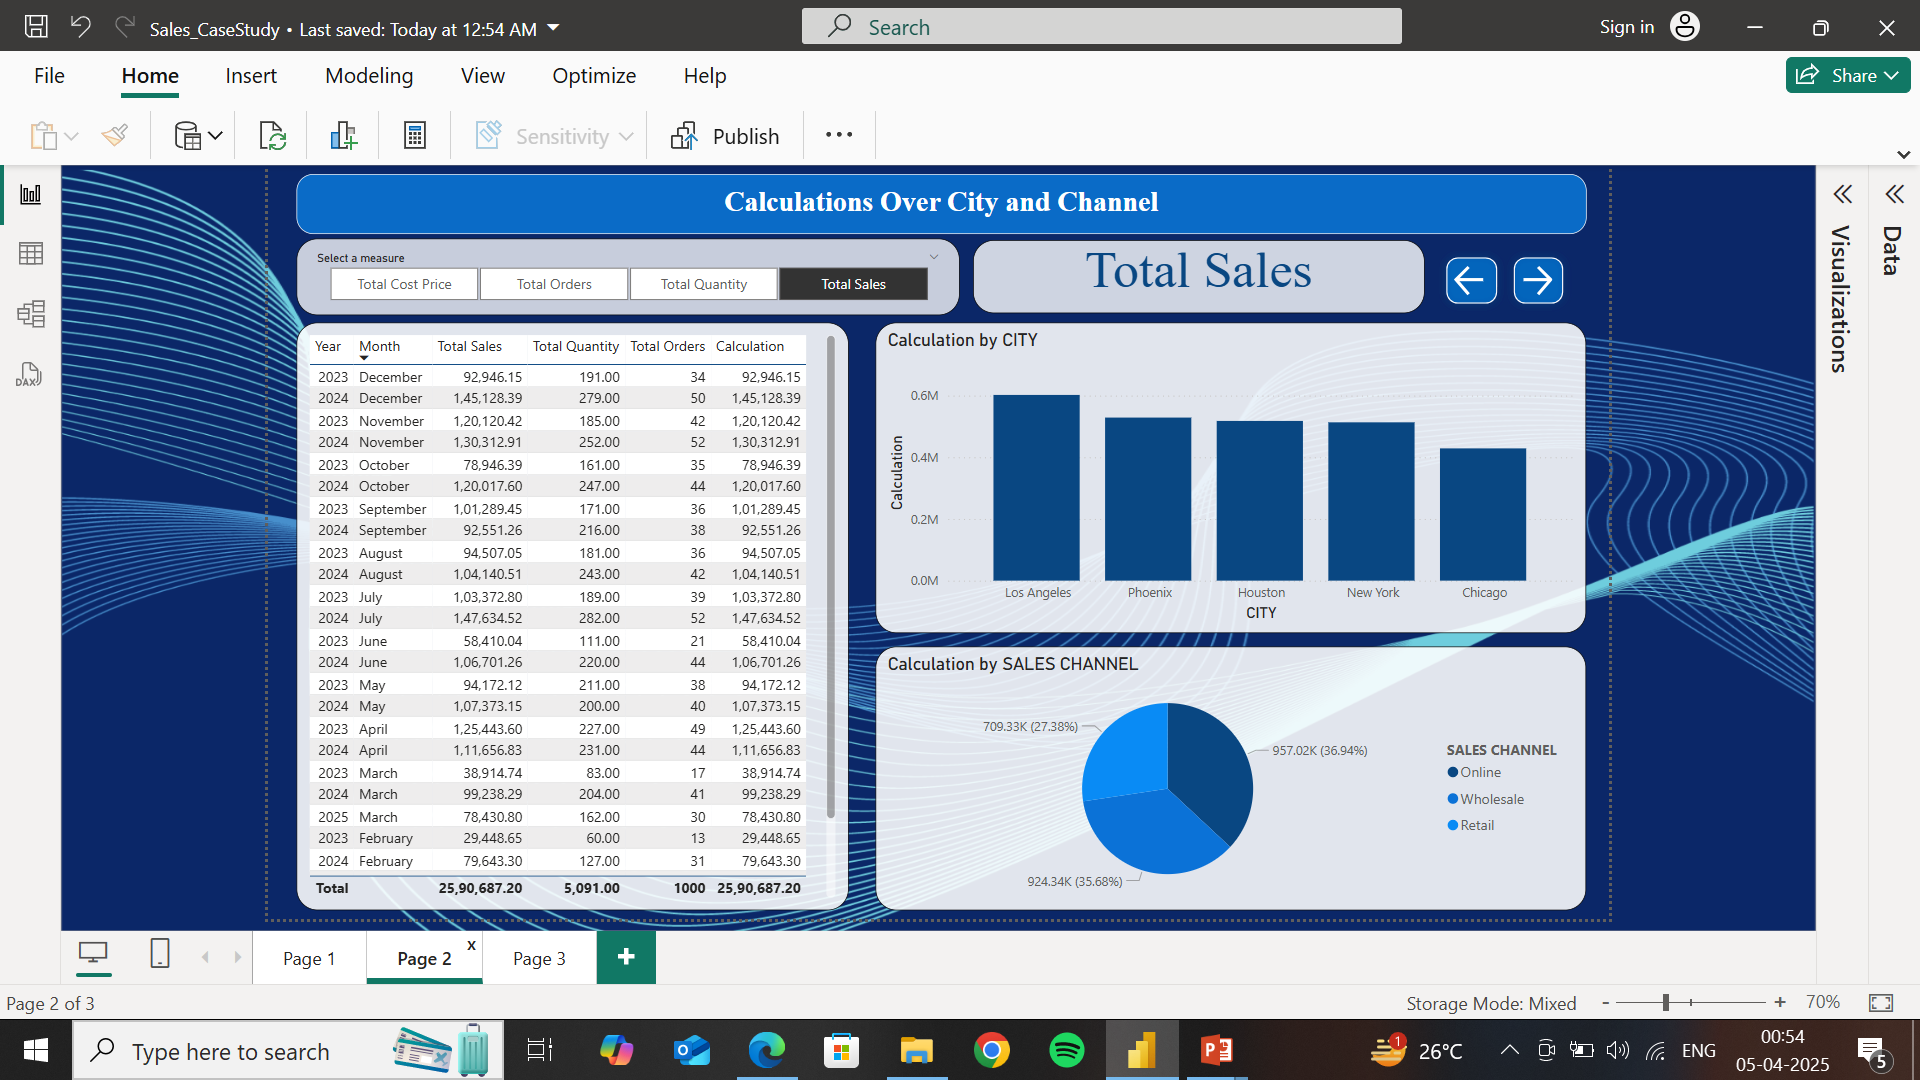 Sales_CaseStudy • Last saved: Today at 12:54 AM
Search
Sign in
File Home Insert Modeling View Optimize Help
Share
Sensitivity
Publish
Calculations Over City and Channel
Select a measure
Total Cost Price Total Orders Total Quantity Total Sales
Total Sales
Year Month Total Sales Total Quantity Total Orders Calculation
2023 December 92,946.15 191.00 34 92,946.15
2024 December 1,45,128.39 279.00 50 1,45,128.39
2023 November 1,20,120.42 185.00 42 1,20,120.42
2024 November 1,30,312.91 252.00 52 1,30,312.91
2023 October 78,946.39 161.00 35 78,946.39
2024 October 1,20,017.60 247.00 44 1,20,017.60
2023 September 1,01,289.45 171.00 36 1,01,289.45
2024 September 92,551.26 216.00 38 92,551.26
2023 August 94,507.05 181.00 36 94,507.05
2024 August 1,04,140.51 243.00 42 1,04,140.51
2023 July 1,03,372.80 189.00 39 1,03,372.80
2024 July 1,47,634.52 282.00 52 1,47,634.52
2023 June 58,410.04 111.00 21 58,410.04
2024 June 1,06,701.26 220.00 44 1,06,701.26
2023 May 94,172.12 211.00 38 94,172.12
2024 May 1,07,373.15 200.00 40 1,07,373.15
2023 April 1,25,443.60 227.00 49 1,25,443.60
2024 April 1,11,656.83 231.00 44 1,11,656.83
2023 March 38,914.74 83.00 17 38,914.74
2024 March 99,238.29 204.00 41 99,238.29
2025 March 78,430.80 162.00 30 78,430.80
2023 February 29,448.65 60.00 13 29,448.65
2024 February 79,643.30 127.00 31 79,643.30
Total 25,90,687.20 5,091.00 1000 25,90,687.20
Calculation by CITY
Calculation
0.6M
0.4M
0.2M
0.0M
Los Angeles Phoenix Houston New York Chicago
CITY
Calculation by SALES CHANNEL
709.33K (27.38%)
957.02K (36.94%)
924.34K (35.68%)
SALES CHANNEL
Online
Wholesale
Retail
Visualizations
Data
DAX
Page 1 Page 2 x Page 3 +
Page 2 of 3
Storage Mode: Mixed - + 70%
Type here to search
1
26°C
ENG
00:54
05-04-2025
5